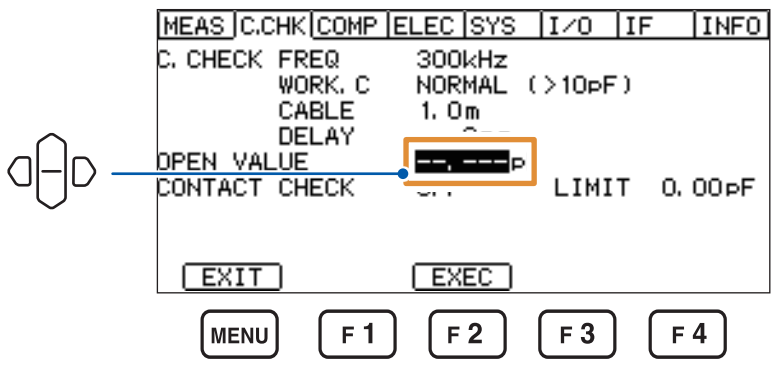 MEAS C.CHK COMP ELEC SYS I/O IF INFO
C. CHECK FREQ 300kHz
WORK. C NORMAL (>10pF)
CABLE 1.0m
DELAY
OPEN VALUE --.---p
CONTACT CHECK LIMIT 0.00pF
EXIT EXEC
MENU F1 F2 F3 F4